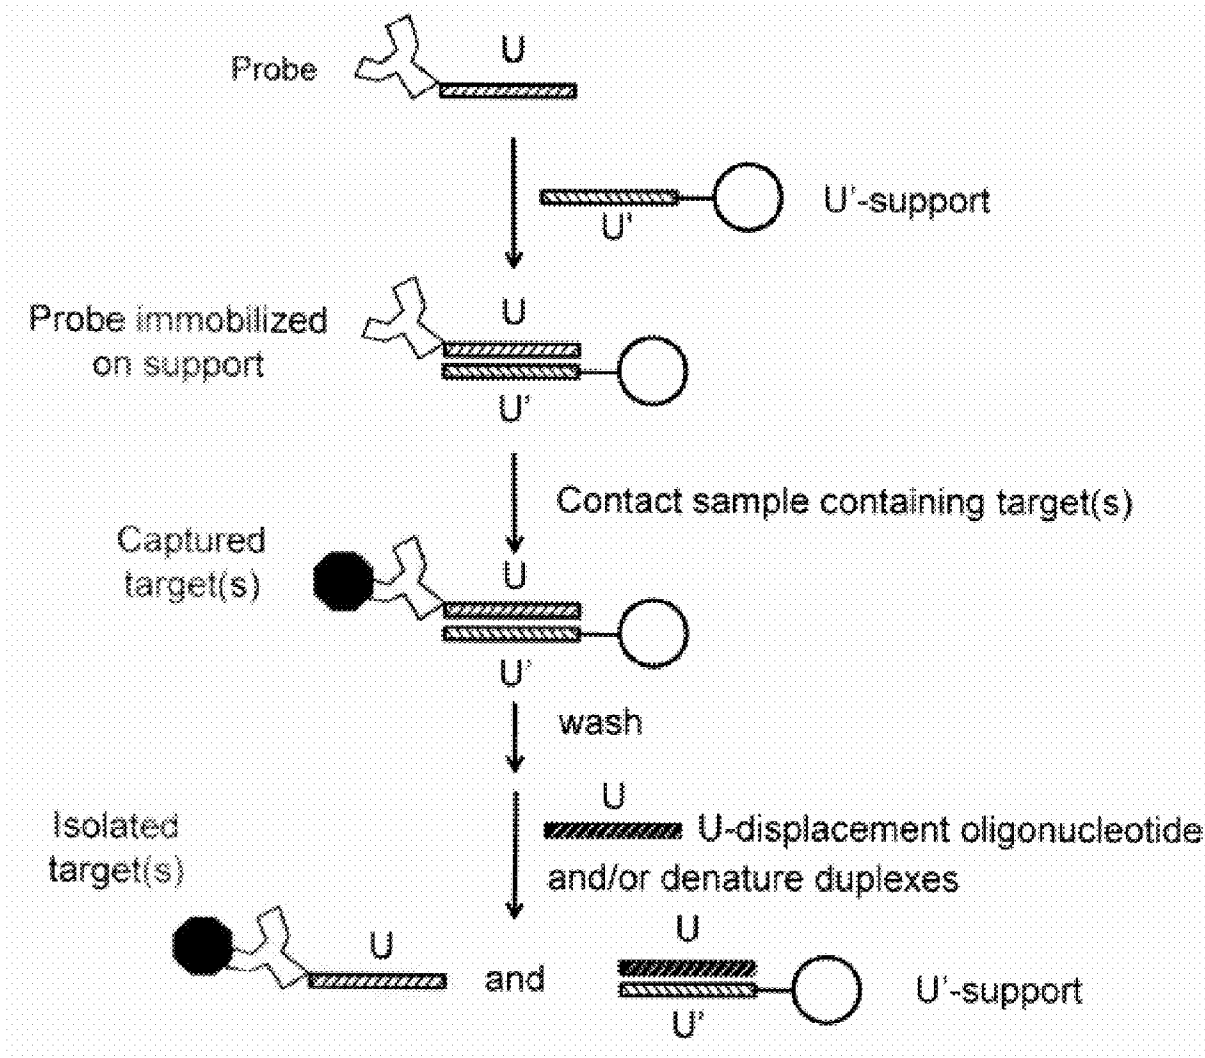 U
Probe
U'-support
U'
Probe immobilized
on support
U
U'
Contact sample containing target(s)
Captured
target(s)
U
U'
wash
U
U-displacement oligonucleotide
Isolated
target(s)
and/or denature duplexes
U
U
and
U'-support
U'